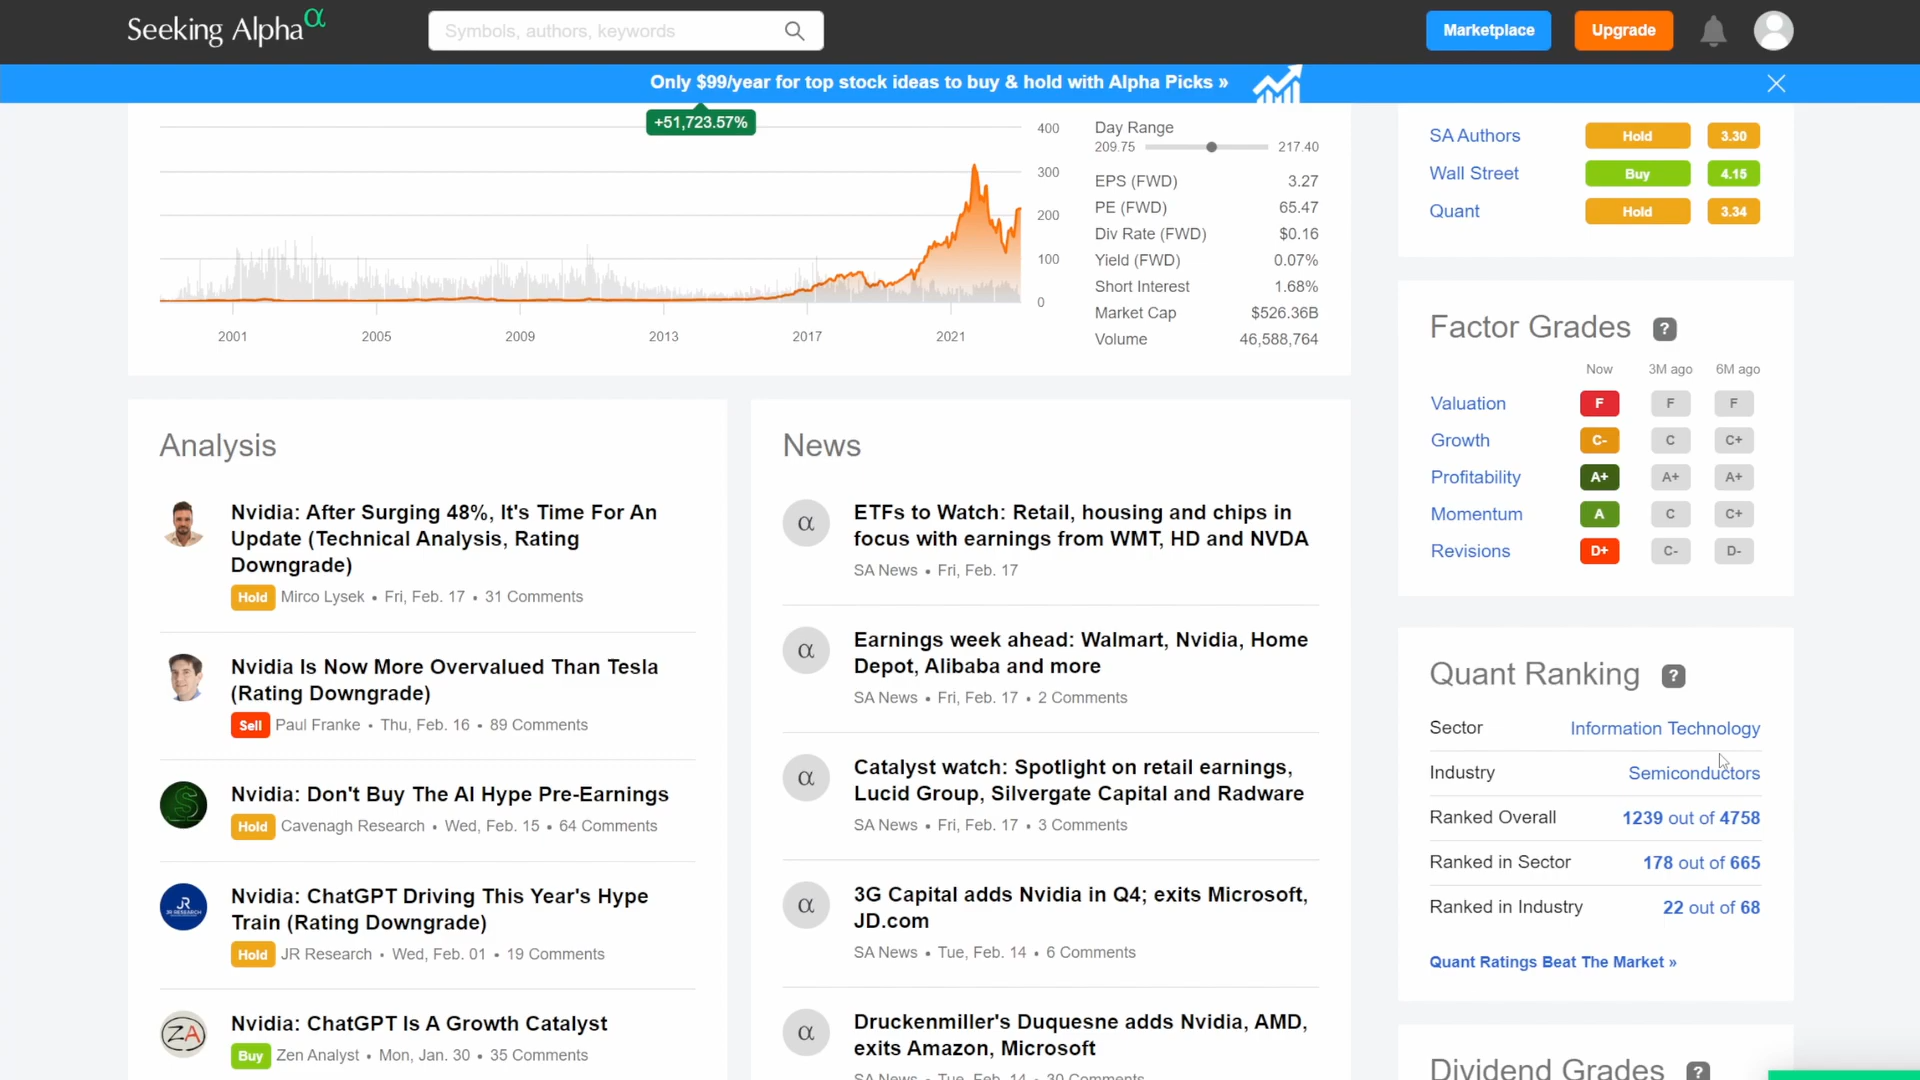 Seeking Alpha α
Symbols, authors, keywords
Marketplace
Upgrade
Only $99/year for top stock ideas to buy & hold with Alpha Picks »
+51,723.57%
400
300
200
100
0
2001
2005
2009
2013
2017
2021
Day Range
209.75
217.40
EPS (FWD) 3.27
PE (FWD) 65.47
Div Rate (FWD) $0.16
Yield (FWD) 0.07%
Short Interest 1.68%
Market Cap $526.36B
Volume 46,588,764
SA Authors Hold 3.30
Wall Street Buy 4.15
Quant Hold 3.34
Factor Grades ?
Now 3M ago 6M ago
Valuation F F F
Growth C- C C+
Profitability A+ A+ A+
Momentum A C C+
Revisions D+ C- D-
Analysis
Nvidia: After Surging 48%, It's Time For An
Update (Technical Analysis, Rating
Downgrade)
Hold Mirco Lysek • Fri, Feb. 17 • 31 Comments
Nvidia Is Now More Overvalued Than Tesla
(Rating Downgrade)
Sell Paul Franke • Thu, Feb. 16 • 89 Comments
Nvidia: Don't Buy The AI Hype Pre-Earnings
Hold Cavenagh Research • Wed, Feb. 15 • 64 Comments
JR
JR RESEARCH
Nvidia: ChatGPT Driving This Year's Hype
Train (Rating Downgrade)
Hold JR Research • Wed, Feb. 01 • 19 Comments
ZA
Nvidia: ChatGPT Is A Growth Catalyst
Buy Zen Analyst • Mon, Jan. 30 • 35 Comments
News
α
ETFs to Watch: Retail, housing and chips in
focus with earnings from WMT, HD and NVDA
SA News • Fri, Feb. 17
α
Earnings week ahead: Walmart, Nvidia, Home
Depot, Alibaba and more
SA News • Fri, Feb. 17 • 2 Comments
α
Catalyst watch: Spotlight on retail earnings,
Lucid Group, Silvergate Capital and Radware
SA News • Fri, Feb. 17 • 3 Comments
α
3G Capital adds Nvidia in Q4; exits Microsoft,
JD.com
SA News • Tue, Feb. 14 • 6 Comments
α
Druckenmiller's Duquesne adds Nvidia, AMD,
exits Amazon, Microsoft
SA News • Tue, Feb. 14 • 30 Comments
Quant Ranking ?
Sector Information Technology
Industry Semiconductors
Ranked Overall 1239 out of 4758
Ranked in Sector 178 out of 665
Ranked in Industry 22 out of 68
Quant Ratings Beat The Market »
Dividend Grades ?